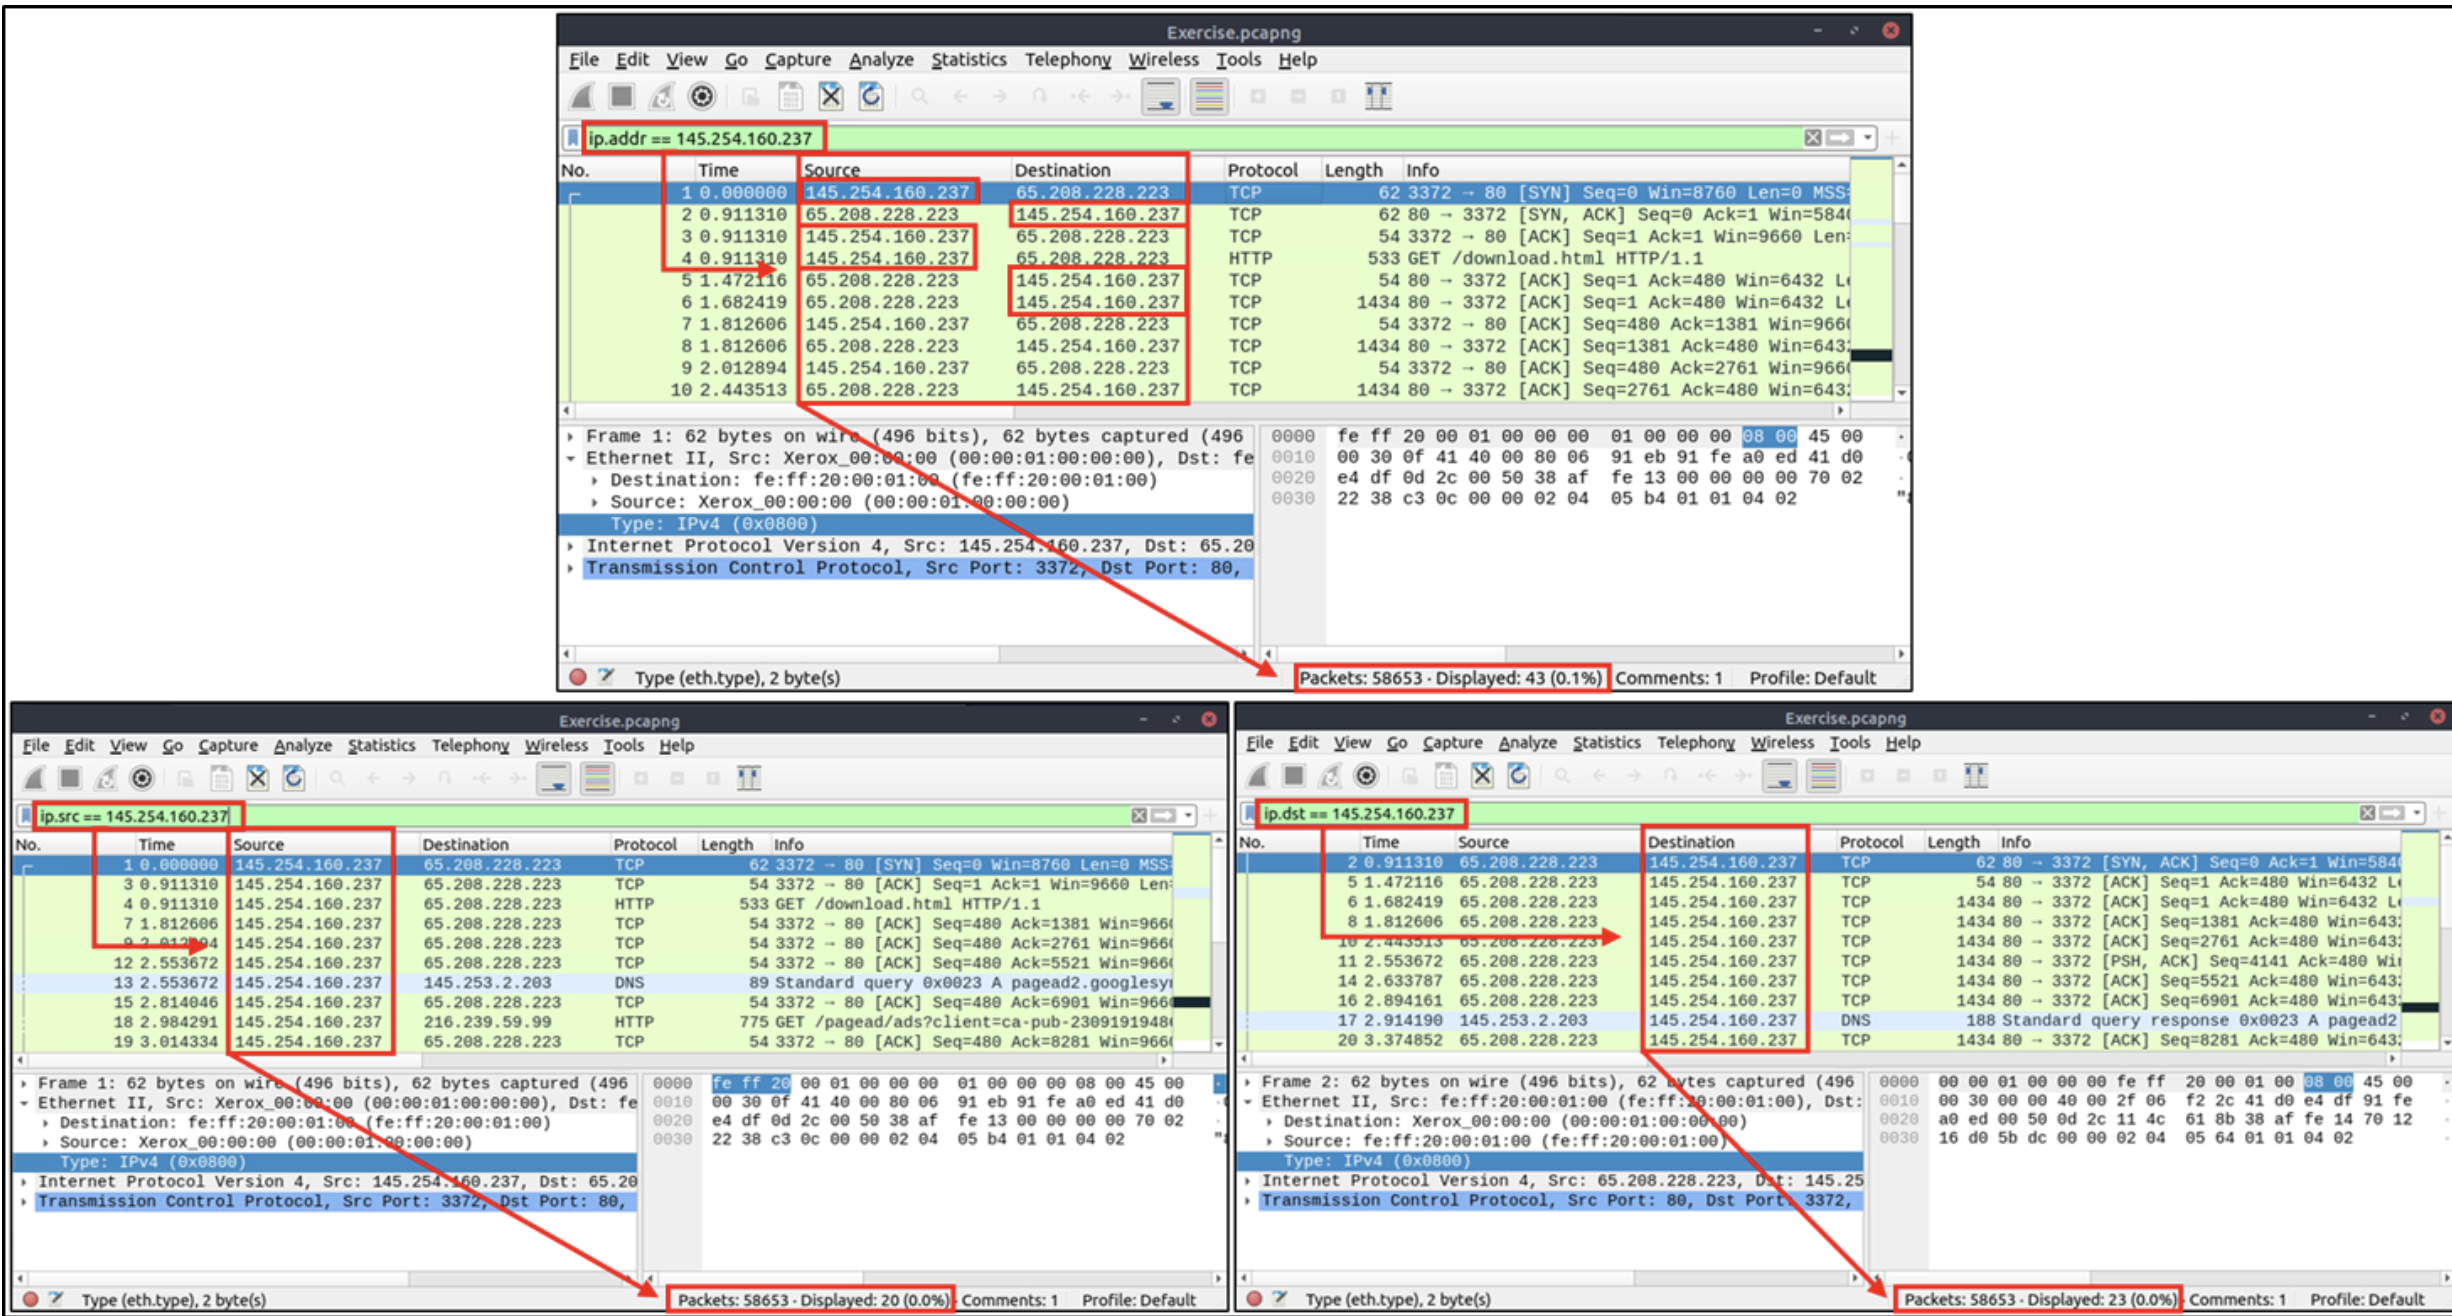 Exercise.pcapng
File Edit View Go Capture Analyze Statistics Telephony Wireless Tools Help
ip.addr == 145.254.160.237
No. Time Source Destination Protocol Length Info
1 0.000000 145.254.160.237 65.208.228.223 TCP 62 3372 → 80 [SYN] Seq=0 Win=8760 Len=0 MSS
2 0.911310 65.208.228.223 145.254.160.237 TCP 62 80 → 3372 [SYN, ACK] Seq=0 Ack=1 Win=584
3 0.911310 145.254.160.237 65.208.228.223 TCP 54 3372 → 80 [ACK] Seq=1 Ack=1 Win=9660 Len
4 0.911310 145.254.160.237 65.208.228.223 HTTP 533 GET /download.html HTTP/1.1
5 1.472116 65.208.228.223 145.254.160.237 TCP 54 80 → 3372 [ACK] Seq=1 Ack=480 Win=6432 L
6 1.682419 65.208.228.223 145.254.160.237 TCP 1434 80 → 3372 [ACK] Seq=1 Ack=480 Win=6432 L
7 1.812606 145.254.160.237 65.208.228.223 TCP 54 3372 → 80 [ACK] Seq=480 Ack=1381 Win=966
8 1.812606 65.208.228.223 145.254.160.237 TCP 1434 80 → 3372 [ACK] Seq=1381 Ack=480 Win=643
9 2.012894 145.254.160.237 65.208.228.223 TCP 54 3372 → 80 [ACK] Seq=480 Ack=2761 Win=966
10 2.443513 65.208.228.223 145.254.160.237 TCP 1434 80 → 3372 [ACK] Seq=2761 Ack=480 Win=643
Frame 1: 62 bytes on wire (496 bits), 62 bytes captured (496
Ethernet II, Src: Xerox_00:00:00 (00:00:01:00:00:00), Dst: fe
Destination: fe:ff:20:00:01:00 (fe:ff:20:00:01:00)
Source: Xerox_00:00:00 (00:00:01:00:00:00)
Type: IPv4 (0x0800)
Internet Protocol Version 4, Src: 145.254.160.237, Dst: 65.20
Transmission Control Protocol, Src Port: 3372, Dst Port: 80,
0000 fe ff 20 00 01 00 00 00 01 00 00 00 08 00 45 00
0010 00 30 0f 41 40 00 80 06 91 eb 91 fe a0 ed 41 d0
0020 e4 df 0d 2c 00 50 38 af fe 13 00 00 00 00 70 02
0030 22 38 c3 0c 00 00 02 04 05 b4 01 01 04 02
Type (eth.type), 2 byte(s) Packets: 58653 · Displayed: 43 (0.1%) Comments: 1 Profile: Default
Exercise.pcapng
File Edit View Go Capture Analyze Statistics Telephony Wireless Tools Help
ip.src == 145.254.160.237
No. Time Source Destination Protocol Length Info
1 0.000000 145.254.160.237 65.208.228.223 TCP 62 3372 → 80 [SYN] Seq=0 Win=8760 Len=0 MSS
3 0.911310 145.254.160.237 65.208.228.223 TCP 54 3372 → 80 [ACK] Seq=1 Ack=1 Win=9660 Len
4 0.911310 145.254.160.237 65.208.228.223 HTTP 533 GET /download.html HTTP/1.1
7 1.812606 145.254.160.237 65.208.228.223 TCP 54 3372 → 80 [ACK] Seq=480 Ack=1381 Win=966
9 2.012894 145.254.160.237 65.208.228.223 TCP 54 3372 → 80 [ACK] Seq=480 Ack=2761 Win=966
12 2.553672 145.254.160.237 65.208.228.223 TCP 54 3372 → 80 [ACK] Seq=480 Ack=5521 Win=966
13 2.553672 145.254.160.237 145.253.2.203 DNS 89 Standard query 0x0023 A pagead2.googlesy
15 2.814046 145.254.160.237 65.208.228.223 TCP 54 3372 → 80 [ACK] Seq=480 Ack=6901 Win=966
18 2.984291 145.254.160.237 216.239.59.99 HTTP 775 GET /pagead/ads?client=ca-pub-230919194
19 3.014334 145.254.160.237 65.208.228.223 TCP 54 3372 → 80 [ACK] Seq=480 Ack=8281 Win=966
Frame 1: 62 bytes on wire (496 bits), 62 bytes captured (496
Ethernet II, Src: Xerox_00:00:00 (00:00:01:00:00:00), Dst: fe
Destination: fe:ff:20:00:01:00 (fe:ff:20:00:01:00)
Source: Xerox_00:00:00 (00:00:01:00:00:00)
Type: IPv4 (0x0800)
Internet Protocol Version 4, Src: 145.254.160.237, Dst: 65.20
Transmission Control Protocol, Src Port: 3372, Dst Port: 80,
0000 fe ff 20 00 01 00 00 00 01 00 00 00 08 00 45 00
0010 00 30 0f 41 40 00 80 06 91 eb 91 fe a0 ed 41 d0
0020 e4 df 0d 2c 00 50 38 af fe 13 00 00 00 00 70 02
0030 22 38 c3 0c 00 00 02 04 05 b4 01 01 04 02
Type (eth.type), 2 byte(s) Packets: 58653 · Displayed: 20 (0.0%) Comments: 1 Profile: Default
Exercise.pcapng
File Edit View Go Capture Analyze Statistics Telephony Wireless Tools Help
ip.dst == 145.254.160.237
No. Time Source Destination Protocol Length Info
2 0.911310 65.208.228.223 145.254.160.237 TCP 62 80 → 3372 [SYN, ACK] Seq=0 Ack=1 Win=584
5 1.472116 65.208.228.223 145.254.160.237 TCP 54 80 → 3372 [ACK] Seq=1 Ack=480 Win=6432 L
6 1.682419 65.208.228.223 145.254.160.237 TCP 1434 80 → 3372 [ACK] Seq=1 Ack=480 Win=6432 L
8 1.812606 65.208.228.223 145.254.160.237 TCP 1434 80 → 3372 [ACK] Seq=1381 Ack=480 Win=643
10 2.443513 65.208.228.223 145.254.160.237 TCP 1434 80 → 3372 [ACK] Seq=2761 Ack=480 Win=643
11 2.553672 65.208.228.223 145.254.160.237 TCP 1434 80 → 3372 [PSH, ACK] Seq=4141 Ack=480 Wi
14 2.633787 65.208.228.223 145.254.160.237 TCP 1434 80 → 3372 [ACK] Seq=5521 Ack=480 Win=643
16 2.894161 65.208.228.223 145.254.160.237 TCP 1434 80 → 3372 [ACK] Seq=6901 Ack=480 Win=643
17 2.914190 145.253.2.203 145.254.160.237 DNS 188 Standard query response 0x0023 A pagead2
20 3.374852 65.208.228.223 145.254.160.237 TCP 1434 80 → 3372 [ACK] Seq=8281 Ack=480 Win=643
Frame 2: 62 bytes on wire (496 bits), 62 bytes captured (496
Ethernet II, Src: fe:ff:20:00:01:00 (fe:ff:20:00:01:00), Dst:
Destination: Xerox_00:00:00 (00:00:01:00:00:00)
Source: fe:ff:20:00:01:00 (fe:ff:20:00:01:00)
Type: IPv4 (0x0800)
Internet Protocol Version 4, Src: 65.208.228.223, Dst: 145.25
Transmission Control Protocol, Src Port: 80, Dst Port: 3372,
0000 00 00 01 00 00 00 fe ff 20 00 01 00 08 00 45 00
0010 00 30 00 00 40 00 2f 06 f2 2c 41 d0 e4 df 91 fe
0020 a0 ed 00 50 0d 2c 11 4c 61 8b 38 af fe 14 70 12
0030 16 d0 5b dc 00 00 02 04 05 64 01 01 04 02
Type (eth.type), 2 byte(s) Packets: 58653 · Displayed: 23 (0.0%) Comments: 1 Profile: Default